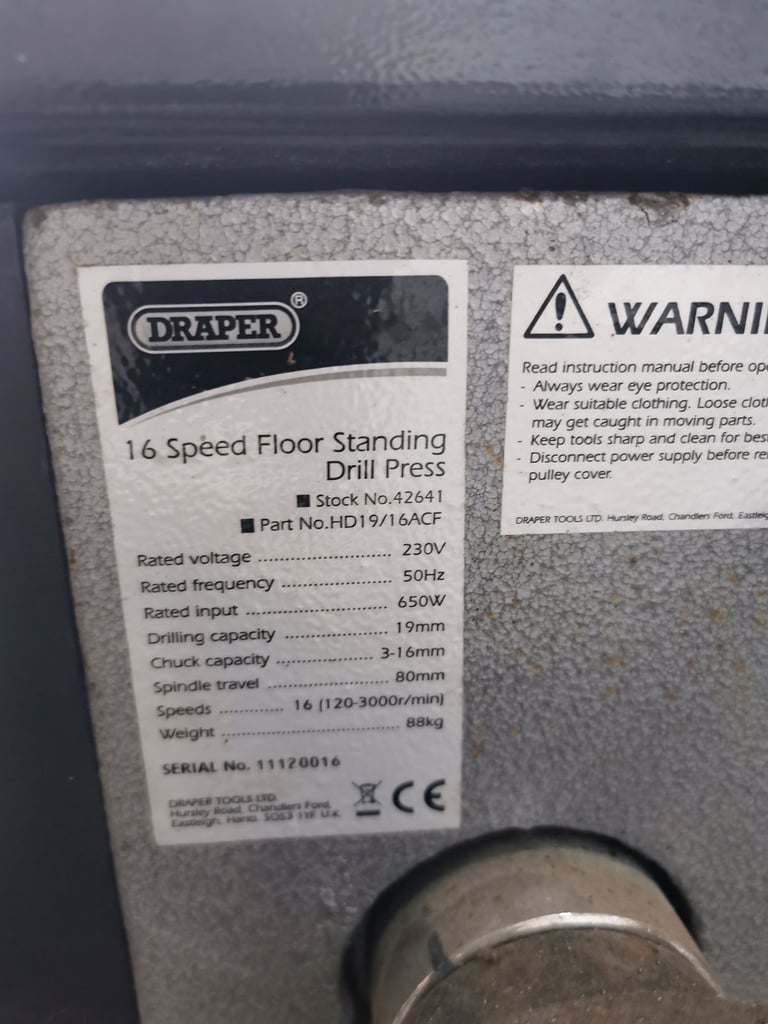 DRAPER®
16 Speed Floor Standing
Drill Press
■ Stock No.42641
■ Part No.HD19/16ACF
Rated voltage ........................ 230V
Rated frequency .................... 50Hz
Rated input .......................... 650W
Drilling capacity ................... 19mm
Chuck capacity .................. 3-16mm
Spindle travel ....................... 80mm
Speeds ............ 16 (120-3000r/min)
Weight ................................ 88kg
SERIAL No. 11120016
DRAPER TOOLS LTD.
Hursley Road, Chandlers Ford,
Eastleigh, Hants. SO53 1YF U.K.
CE
WARNI
Read instruction manual before op
- Always wear eye protection.
- Wear suitable clothing. Loose clot
may get caught in moving parts.
- Keep tools sharp and clean for bes
- Disconnect power supply before re
pulley cover.
DRAPER TOOLS LTD. Hursley Road, Chandlers Ford, Eastleig